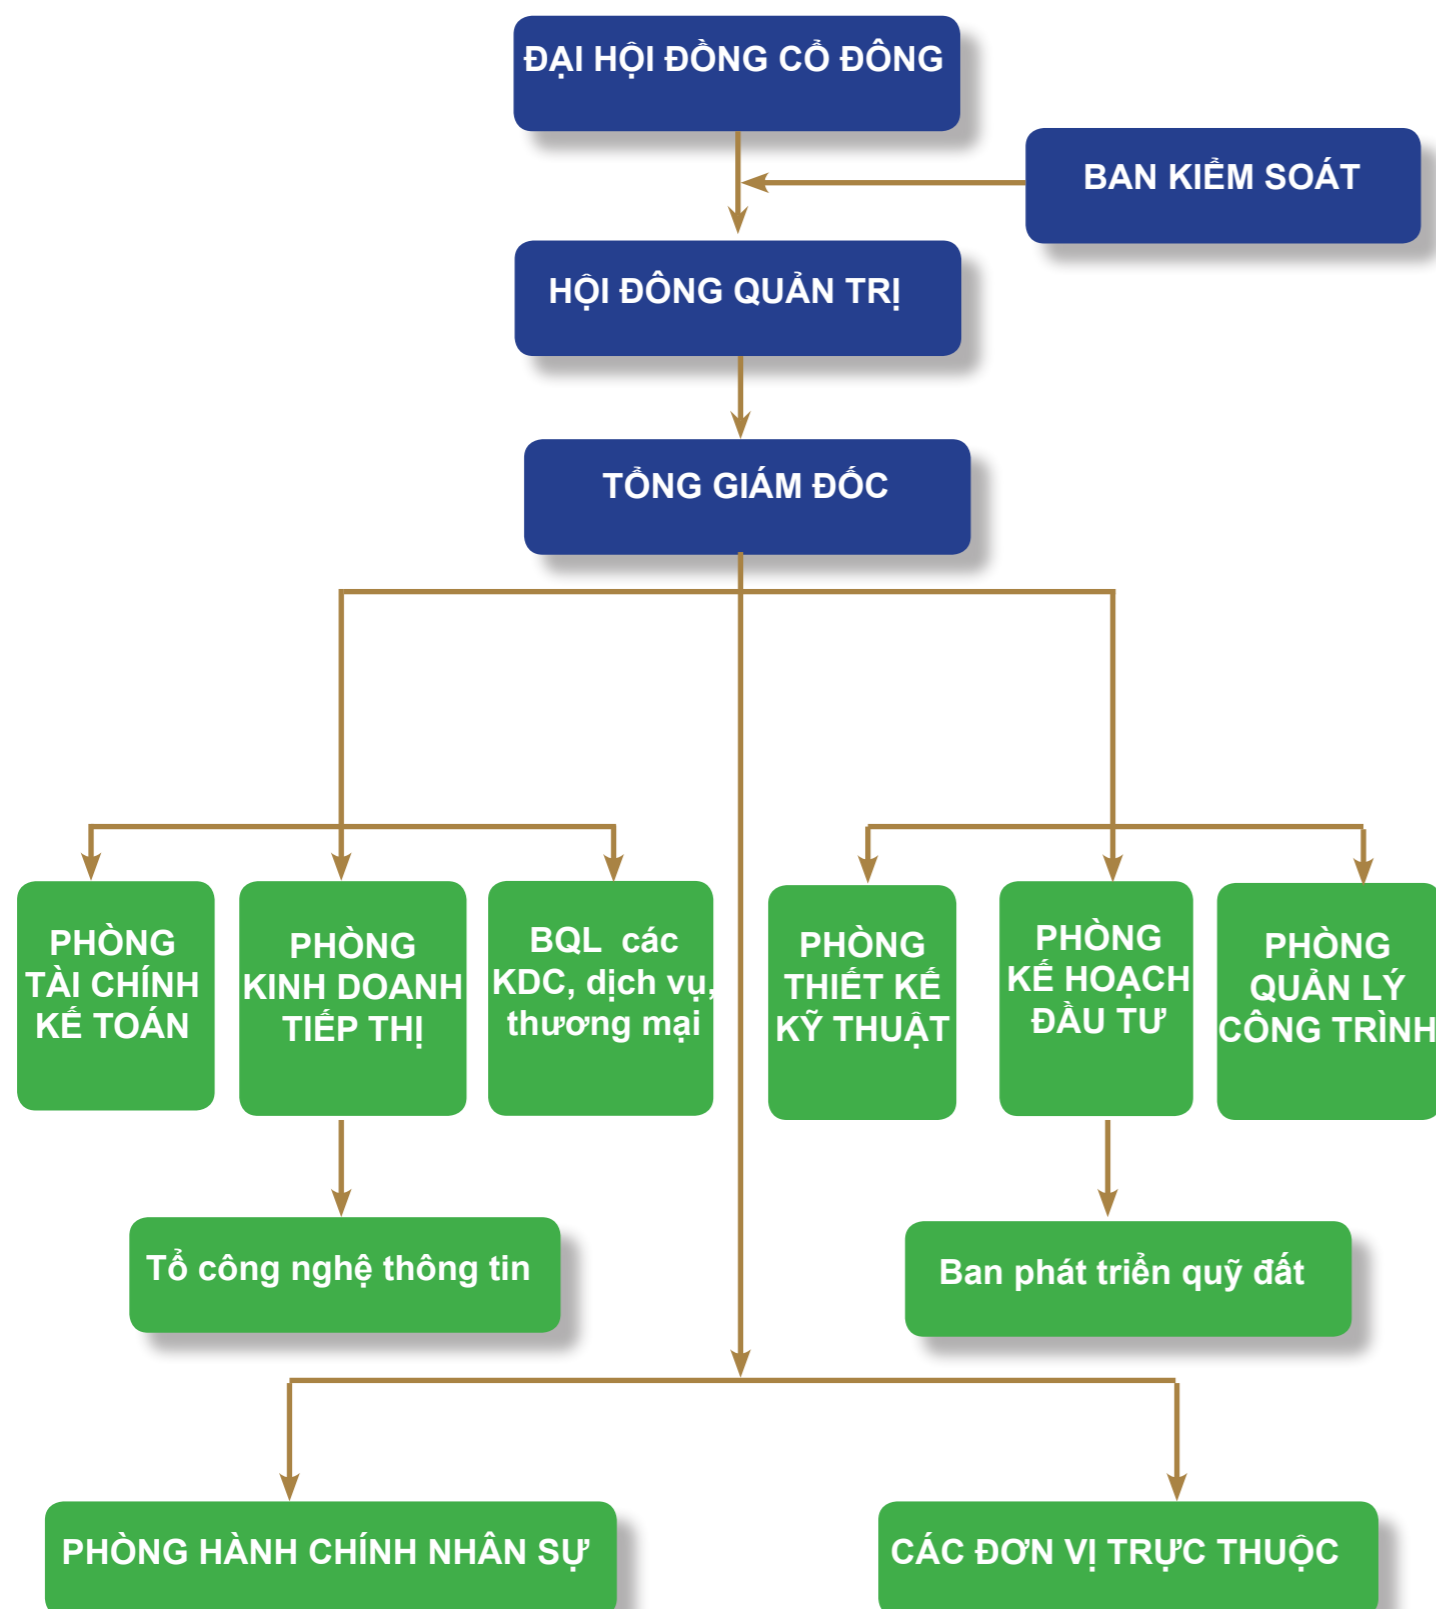 ĐẠI HỘI ĐỒNG CỔ ĐÔNG
BAN KIỂM SOÁT
HỘI ĐÔNG QUẢN TRỊ
TỔNG GIÁM ĐỐC
PHÒNG
TÀI CHÍNH
KẾ TOÁN
PHÒNG
KINH DOANH
TIẾP THỊ
BQL các
KDC, dịch vụ,
thương mại
PHÒNG
THIẾT KẾ
KỸ THUẬT
PHÒNG
KẾ HOẠCH
ĐẦU TƯ
PHÒNG
QUẢN LÝ
CÔNG TRÌNH
Tổ công nghệ thông tin
Ban phát triển quỹ đất
PHÒNG HÀNH CHÍNH NHÂN SỰ
CÁC ĐƠN VỊ TRỰC THUỘC